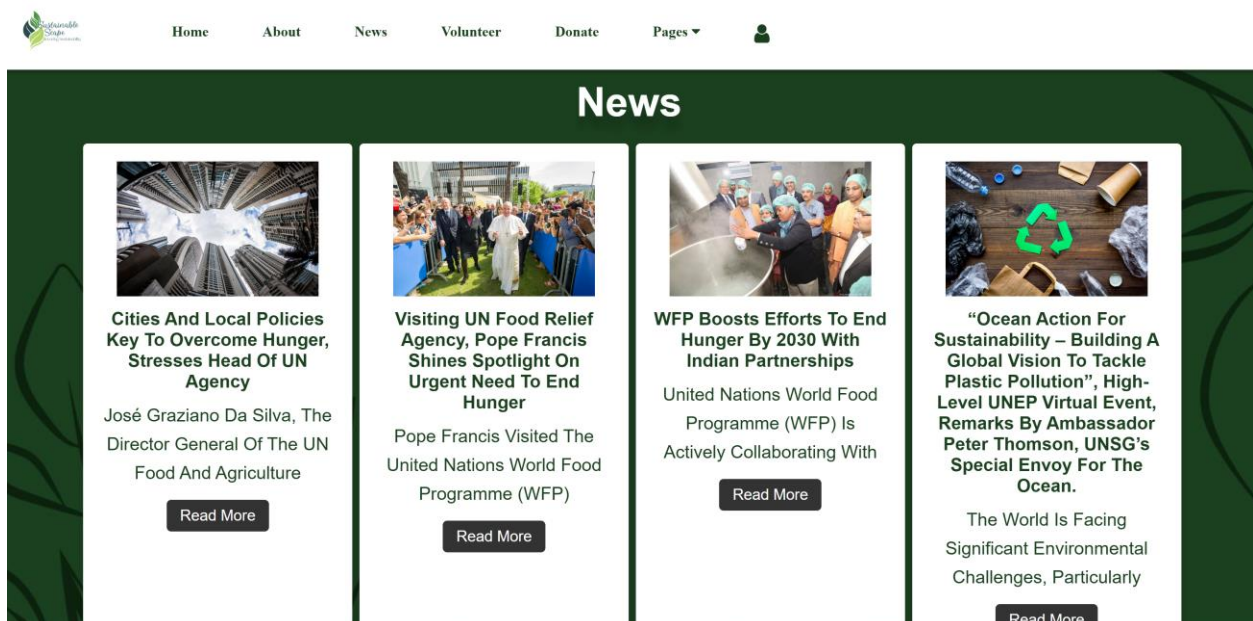 Sustainable
Home
About
News
Volunteer
Donate
Pages
News
Cities And Local Policies
Key To Overcome Hunger,
Stresses Head Of UN
Agency
José Graziano Da Silva, The
Director General Of The UN
Food And Agriculture
Read More
Visiting UN Food Relief
Agency, Pope Francis
Shines Spotlight On
Urgent Need To End
Hunger
Pope Francis Visited The
United Nations World Food
Programme (WFP)
Read More
WFP Boosts Efforts To End
Hunger By 2030 With
Indian Partnerships
United Nations World Food
Programme (WFP) Is
Actively Collaborating With
Read More
“Ocean Action For
Sustainability – Building A
Global Vision To Tackle
Plastic Pollution”, High-
Level UNEP Virtual Event,
Remarks By Ambassador
Peter Thomson, UNSG’s
Special Envoy For The
Ocean.
The World Is Facing
Significant Environmental
Challenges, Particularly
Read More